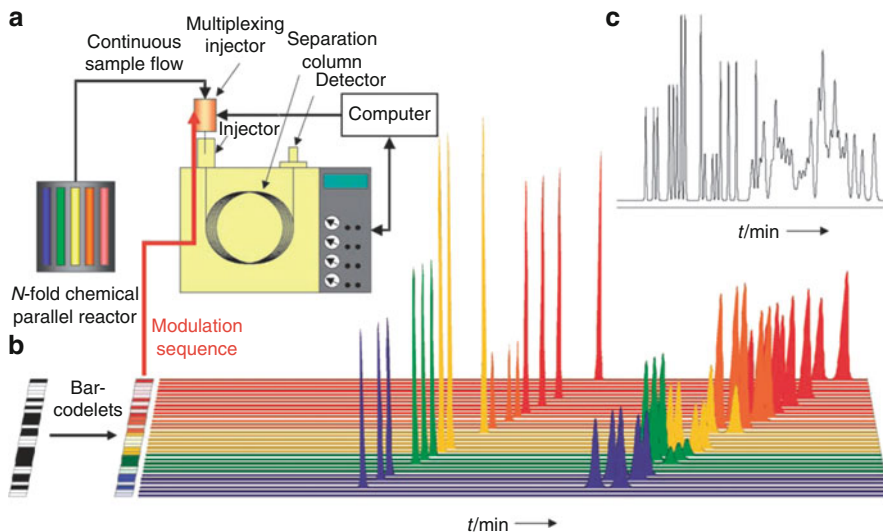 a
Continuous
sample flow
Multiplexing
injector
Separation
column
Detector
Computer
Injector
N-fold chemical
parallel reactor
Modulation
sequence
b
Bar-
codelets
t/min
c
t/min